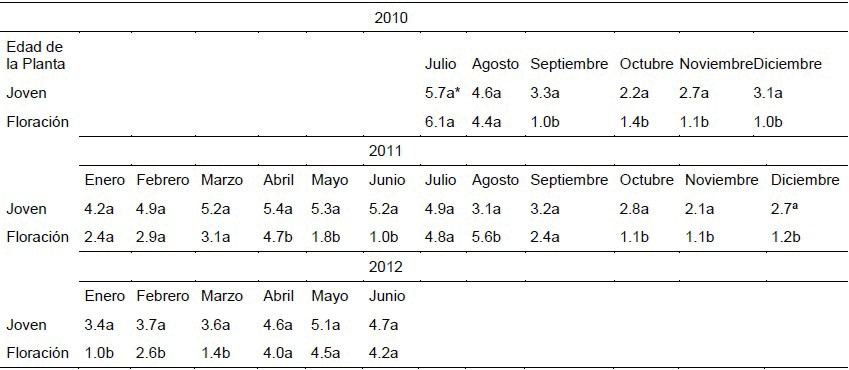 2010
Edad de
la Planta Julio Agosto Septiembre Octubre Noviembre Diciembre
Joven 5.7a* 4.6a 3.3a 2.2a 2.7a 3.1a
Floración 6.1a 4.4a 1.0b 1.4b 1.1b 1.0b
2011
Enero Febrero Marzo Abril Mayo Junio Julio Agosto Septiembre Octubre Noviembre Diciembre
Joven 4.2a 4.9a 5.2a 5.4a 5.3a 5.2a 4.9a 3.1a 3.2a 2.8a 2.1a 2.7ª
Floración 2.4a 2.9a 3.1a 4.7b 1.8b 1.0b 4.8a 5.6b 2.4a 1.1b 1.1b 1.2b
2012
Enero Febrero Marzo Abril Mayo Junio
Joven 3.4a 3.7a 3.6a 4.6a 5.1a 4.7a
Floración 1.0b 2.6b 1.4b 4.0a 4.5a 4.2a